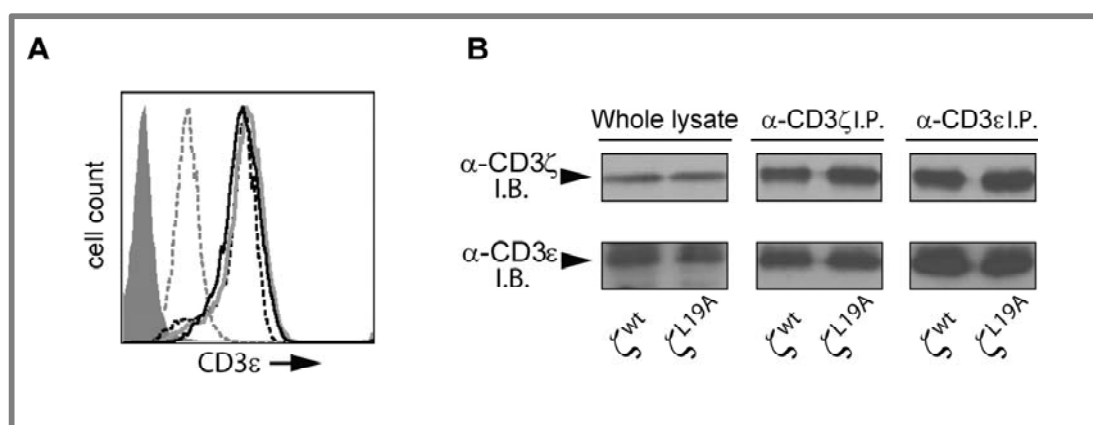 A
B
cell count
CD3ε
Whole lysate
α-CD3ζ I.P.
α-CD3ε I.P.
α-CD3ζ
I.B.
α-CD3ε
I.B.
ζwt
ζL19A
ζwt
ζL19A
ζwt
ζL19A